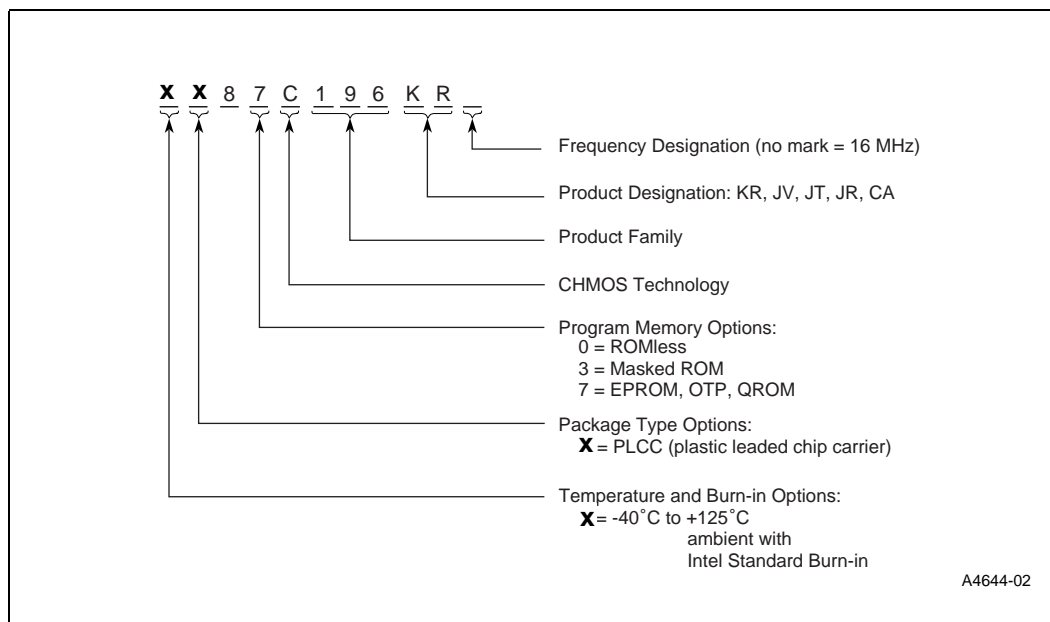 X X 8 7 C 1 9 6 K R _
Frequency Designation (no mark = 16 MHz)
Product Designation: KR, JV, JT, JR, CA
Product Family
CHMOS Technology
Program Memory Options:
0 = ROMless
3 = Masked ROM
7 = EPROM, OTP, QROM
Package Type Options:
X = PLCC (plastic leaded chip carrier)
Temperature and Burn-in Options:
X = -40˚C to +125˚C
ambient with
Intel Standard Burn-in
A4644-02